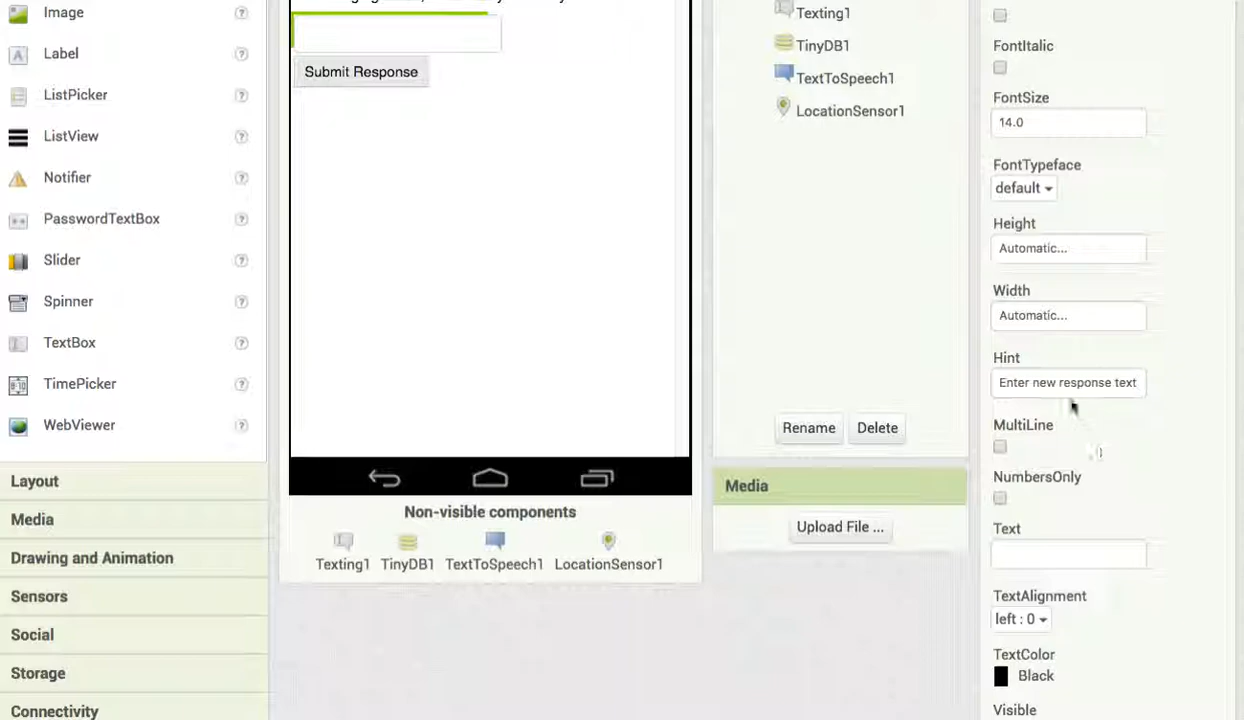 Image
Label
ListPicker
ListView
Notifier
PasswordTextBox
Slider
Spinner
TextBox
TimePicker
WebViewer
Layout
Media
Drawing and Animation
Sensors
Social
Storage
Connectivity
Submit Response
Non-visible components
Texting1 TinyDB1 TextToSpeech1 LocationSensor1
Texting1
TinyDB1
TextToSpeech1
LocationSensor1
Rename Delete
Media
Upload File ...
FontItalic
FontSize
14.0
FontTypeface
default
Height
Automatic...
Width
Automatic...
Hint
Enter new response text
MultiLine
NumbersOnly
Text
TextAlignment
left : 0
TextColor
Black
Visible